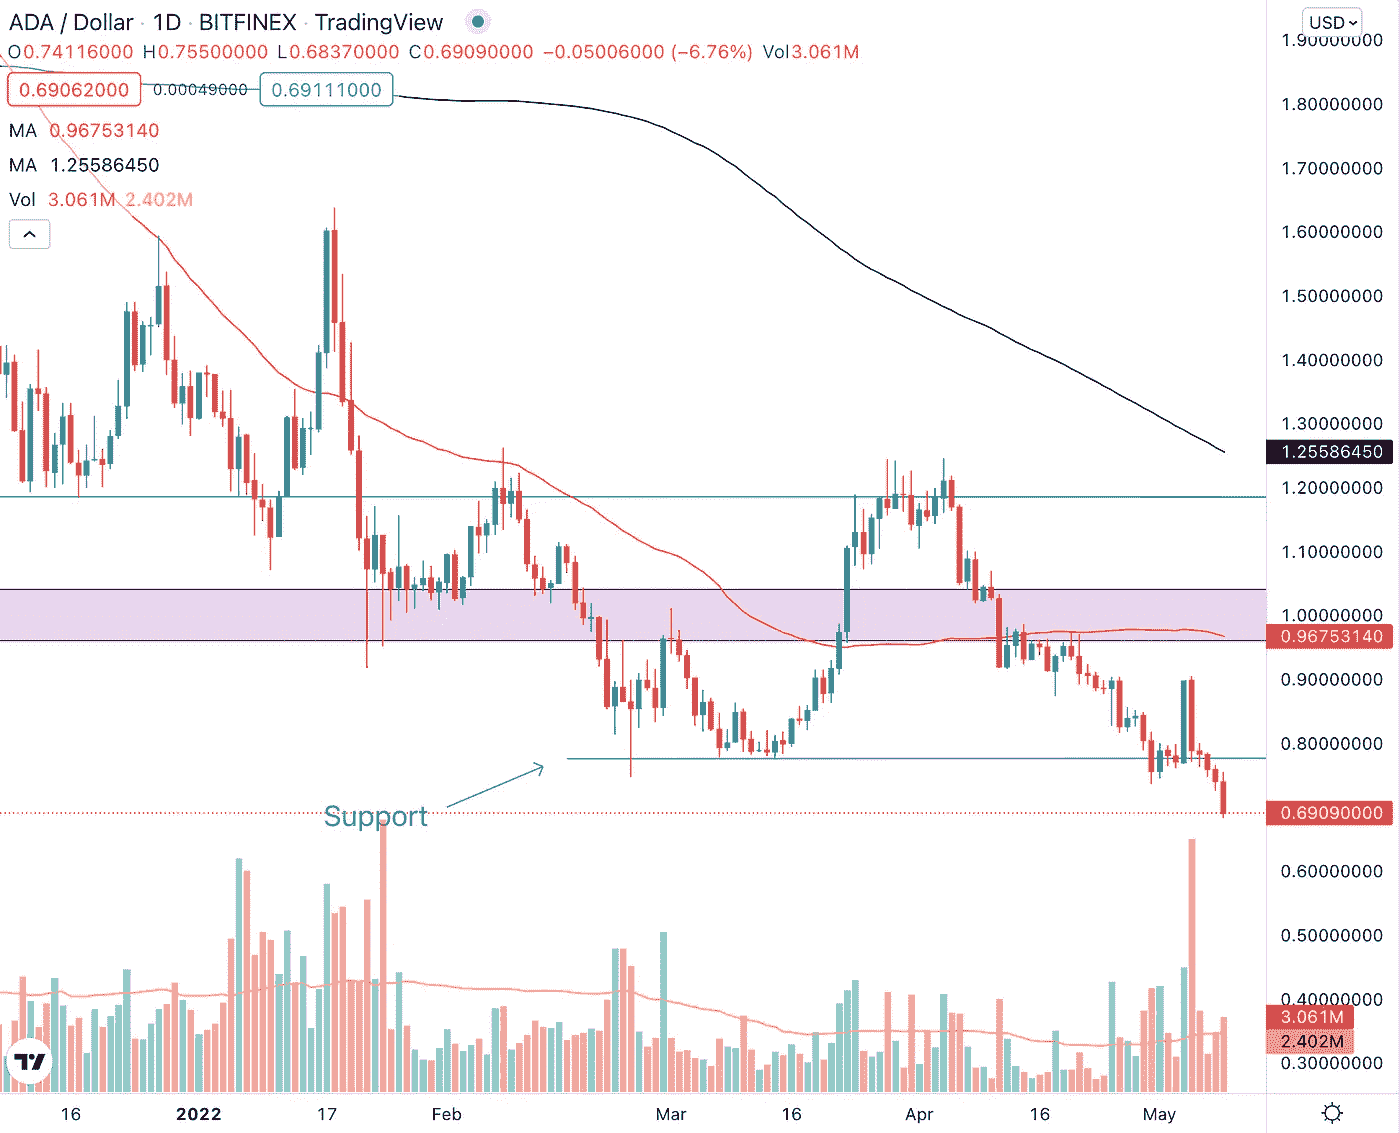 ADA / Dollar · 1D · BITFINEX · TradingView
O0.74116000 H0.75500000 L0.68370000 C0.69090000 −0.05006000 (−6.76%) Vol3.061M
0.69062000 0.00049000 0.69111000
MA 0.96753140
MA 1.25586450
Vol 3.061M 2.402M
USD
1.90000000
1.80000000
1.70000000
1.60000000
1.50000000
1.40000000
1.30000000
1.25586450
1.20000000
1.10000000
1.00000000
0.96753140
0.90000000
0.80000000
Support
0.69090000
0.60000000
0.50000000
0.40000000
3.061M
2.402M
0.30000000
16 2022 17 Feb Mar 16 Apr 16 May